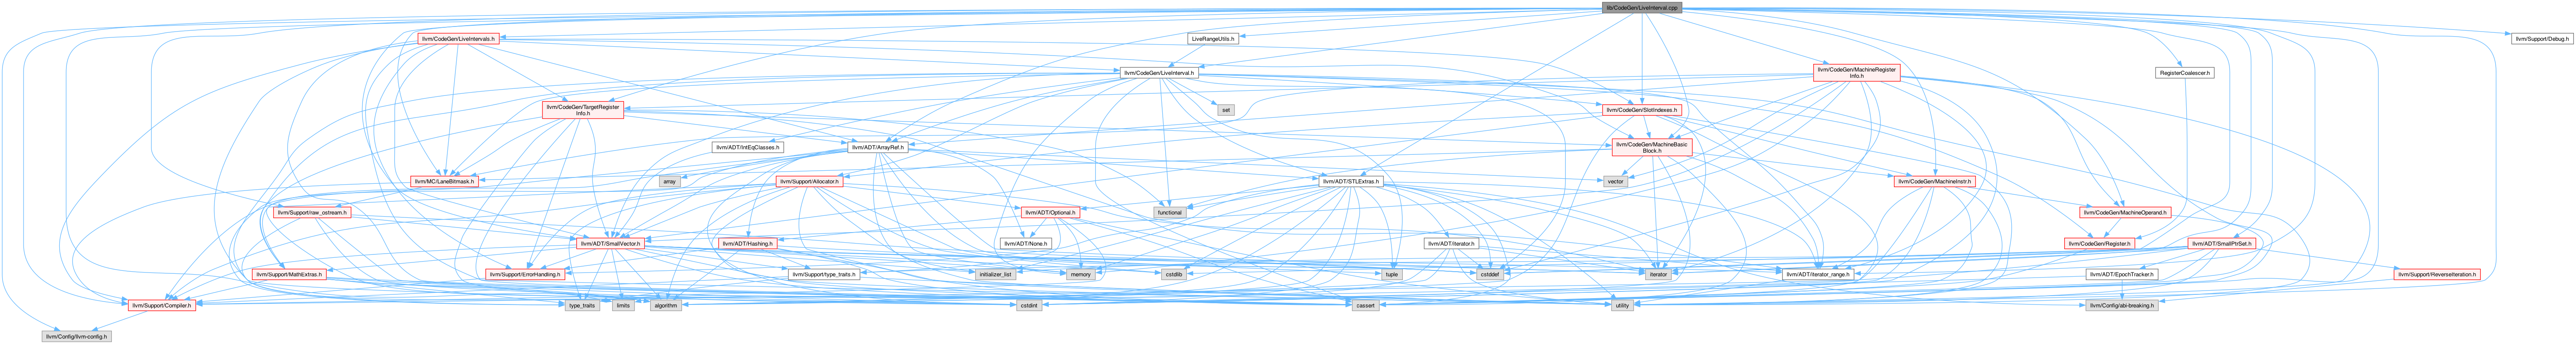 lib/CodeGen/LiveInterval.cpp
llvm/CodeGen/LiveIntervals.h
LiveRangeUtils.h
llvm/Support/Debug.h
llvm/CodeGen/LiveInterval.h
llvm/CodeGen/MachineRegister
Info.h
RegisterCoalescer.h
llvm/CodeGen/TargetRegister
Info.h
set
llvm/CodeGen/SlotIndexes.h
llvm/ADT/IntEqClasses.h
llvm/ADT/ArrayRef.h
llvm/CodeGen/MachineBasic
Block.h
llvm/MC/LaneBitmask.h
array
llvm/Support/Allocator.h
llvm/ADT/STLExtras.h
vector
llvm/CodeGen/MachineInstr.h
llvm/Support/raw_ostream.h
llvm/ADT/Optional.h
functional
llvm/CodeGen/MachineOperand.h
llvm/ADT/SmallVector.h
llvm/ADT/Hashing.h
llvm/ADT/None.h
llvm/ADT/iterator.h
llvm/CodeGen/Register.h
llvm/ADT/SmallPtrSet.h
llvm/Support/MathExtras.h
llvm/Support/ErrorHandling.h
llvm/Support/type_traits.h
initializer_list
memory
cstdlib
tuple
cstddef
iterator
llvm/ADT/iterator_range.h
llvm/ADT/EpochTracker.h
llvm/Support/ReverseIteration.h
llvm/Support/Compiler.h
type_traits
limits
algorithm
cstdint
cassert
utility
llvm/Config/abi-breaking.h
llvm/Config/llvm-config.h